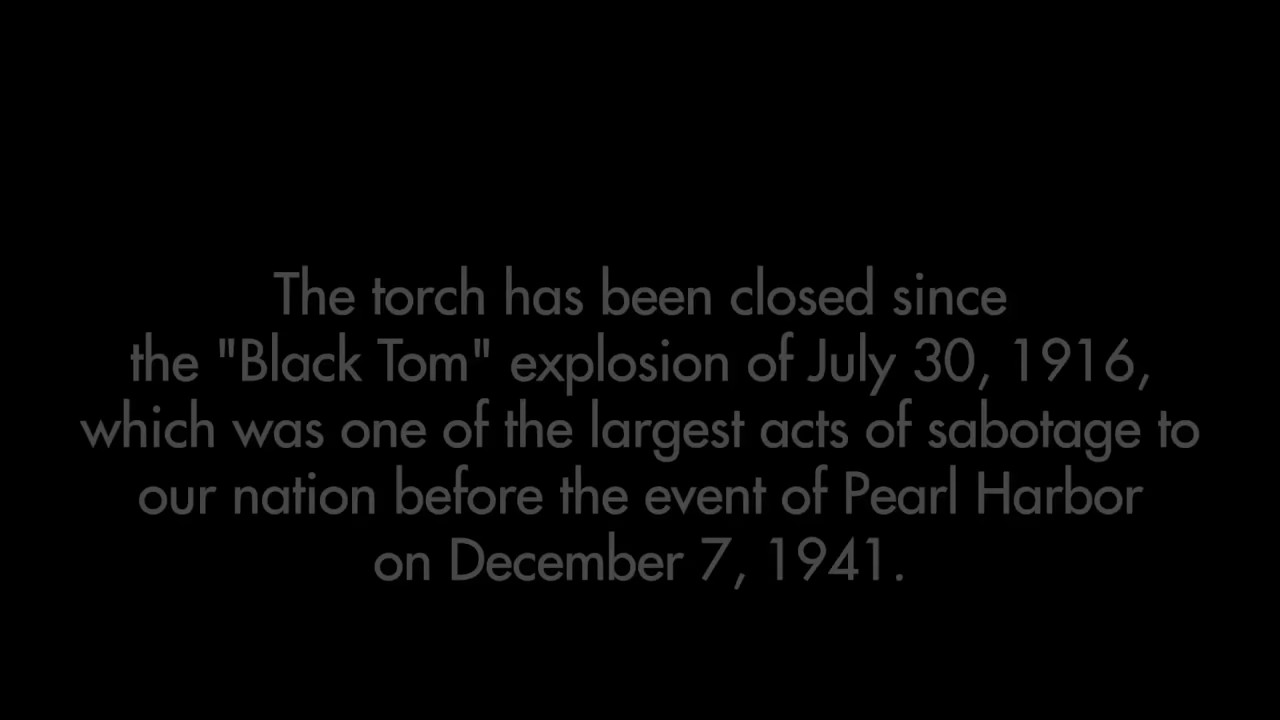 The torch has been closed since
the "Black Tom" explosion of July 30, 1916,
which was one of the largest acts of sabotage to
our nation before the event of Pearl Harbor
on December 7, 1941.